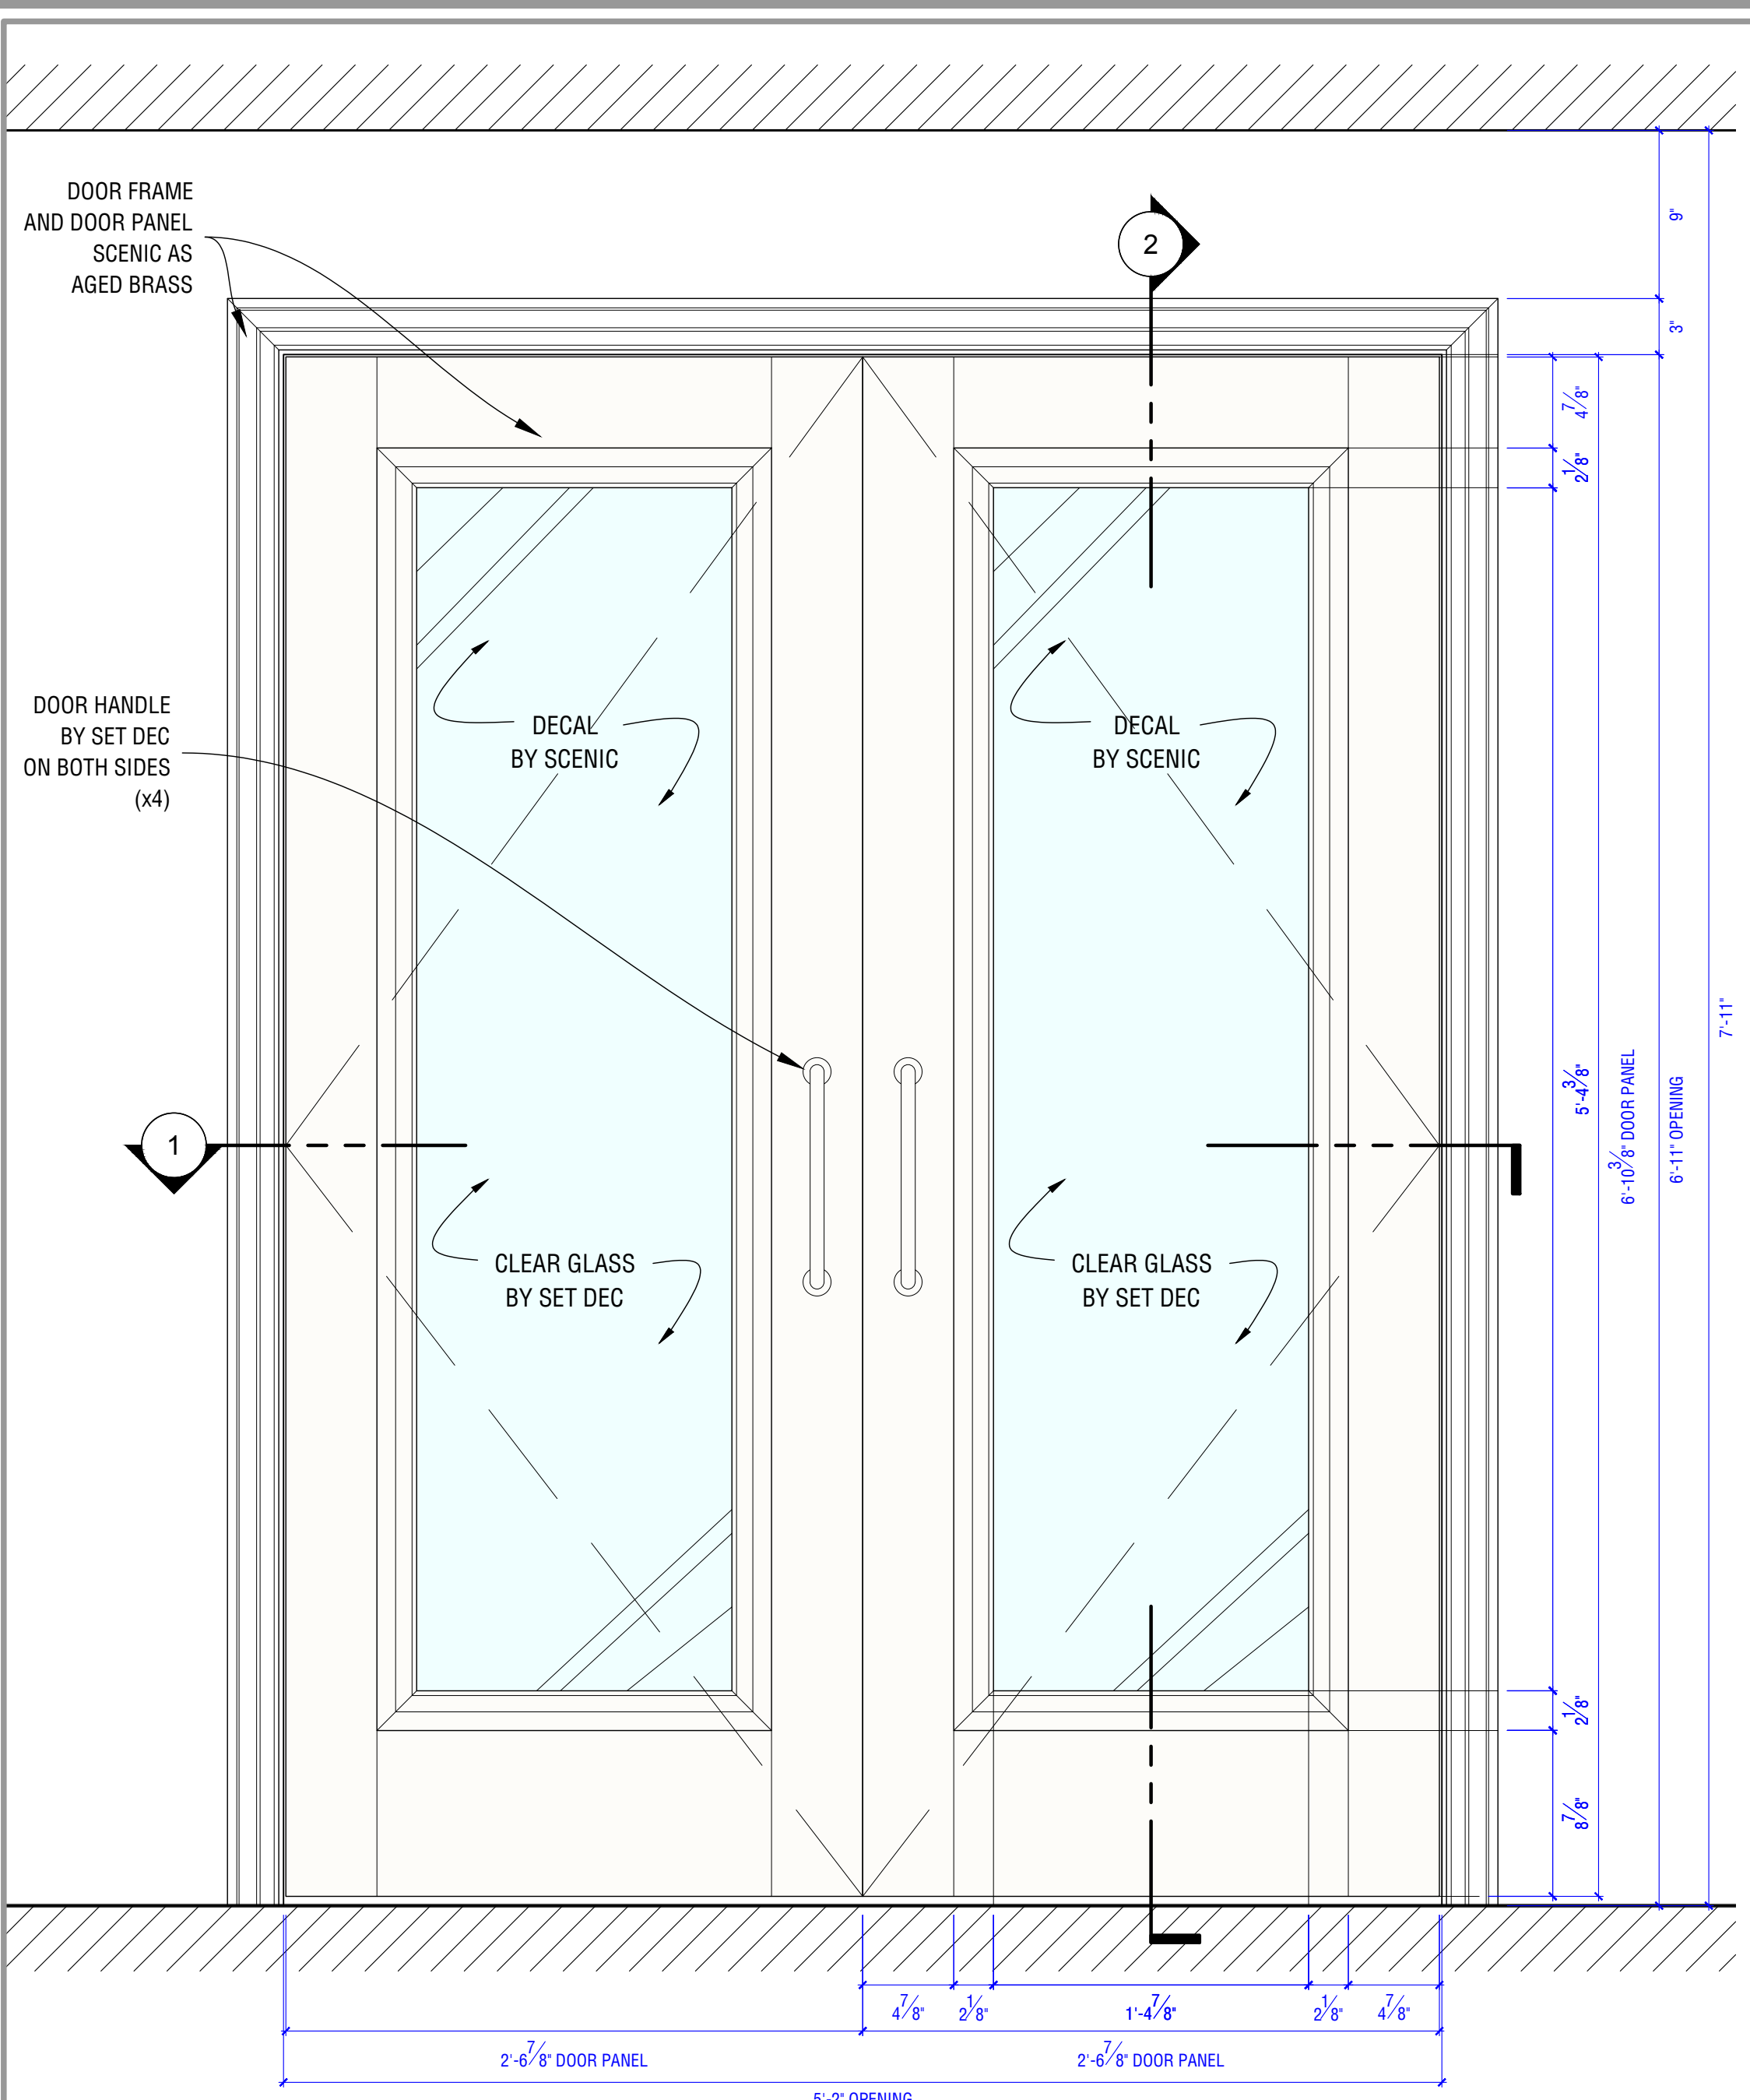 DOOR FRAME
AND DOOR PANEL
SCENIC AS
AGED BRASS
2
9"
3"
4 7/8"
2 1/8"
DOOR HANDLE
BY SET DEC
ON BOTH SIDES
(x4)
DECAL
BY SCENIC
DECAL
BY SCENIC
5'-4 3/8"
6'-10 3/8" DOOR PANEL
6'-11" OPENING
7'-11"
1
CLEAR GLASS
BY SET DEC
CLEAR GLASS
BY SET DEC
2 1/8"
8 7/8"
4 7/8"
2 1/8"
1'-4 7/8"
2 1/8"
4 7/8"
2'-6 7/8" DOOR PANEL
2'-6 7/8" DOOR PANEL
5'-2" OPENING